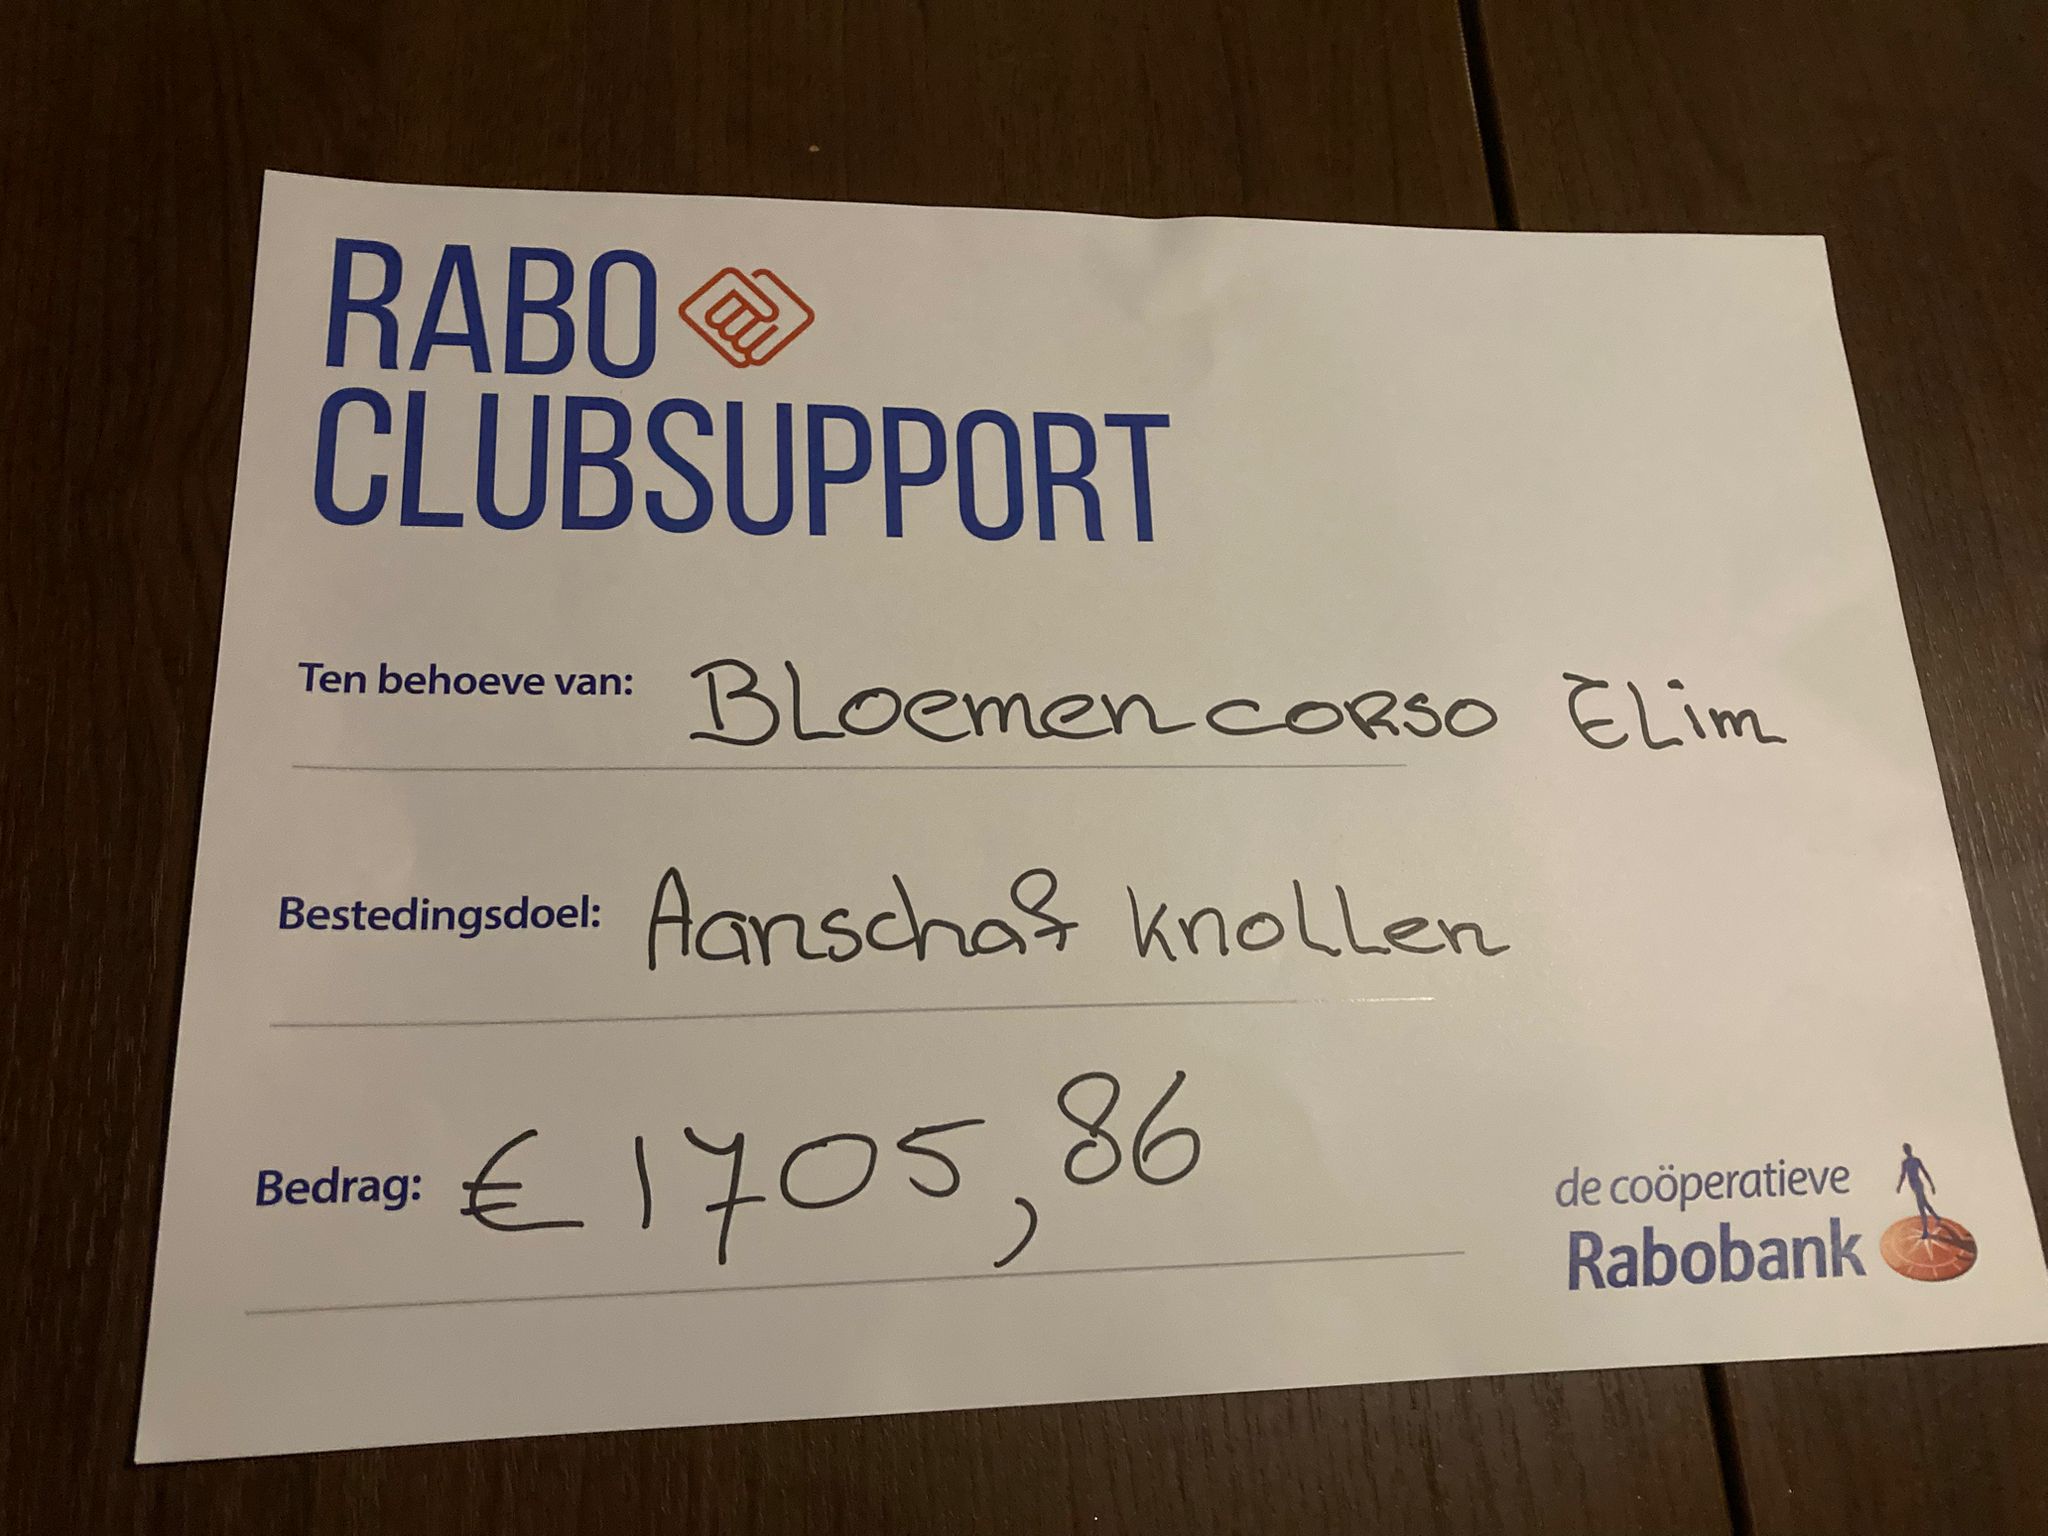 RABO
CLUBSUPPORT
Ten behoeve van: Bloemencorso Elim
Bestedingsdoel: Aanschaf knollen
Bedrag: € 1705,86
de coöperatieve
Rabobank